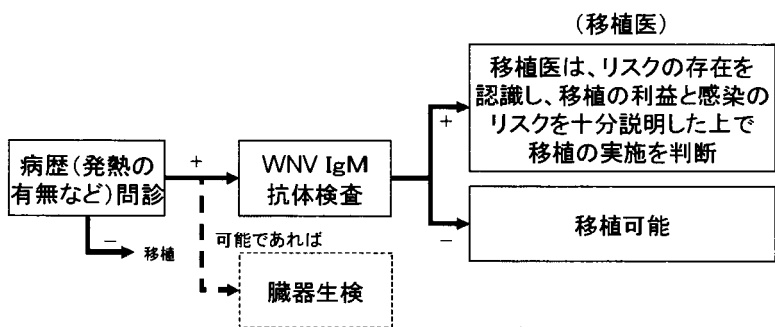 (移植医)
移植医は、リスクの存在を
認識し、移植の利益と感染の
リスクを十分説明した上で
移植の実施を判断
+
病歴(発熱の
有無など)問診
+
WNV IgM
抗体検査
−
移植可能
−
移植
可能であれば
臓器生検